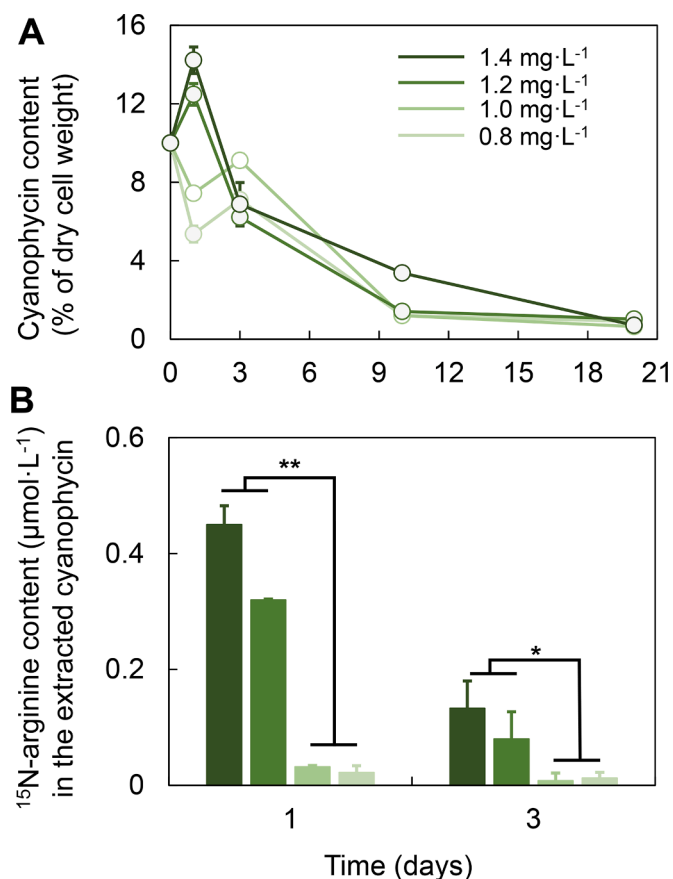 A
Cyanophycin content
(% of dry cell weight)
16
12
8
4
0
1.4 mg·L⁻¹
1.2 mg·L⁻¹
1.0 mg·L⁻¹
0.8 mg·L⁻¹
0 3 6 9 12 15 18 21
B
¹⁵N-arginine content (μmol·L⁻¹)
in the extracted cyanophycin
0.6
0.4
0.2
0
**
*
1 3
Time (days)